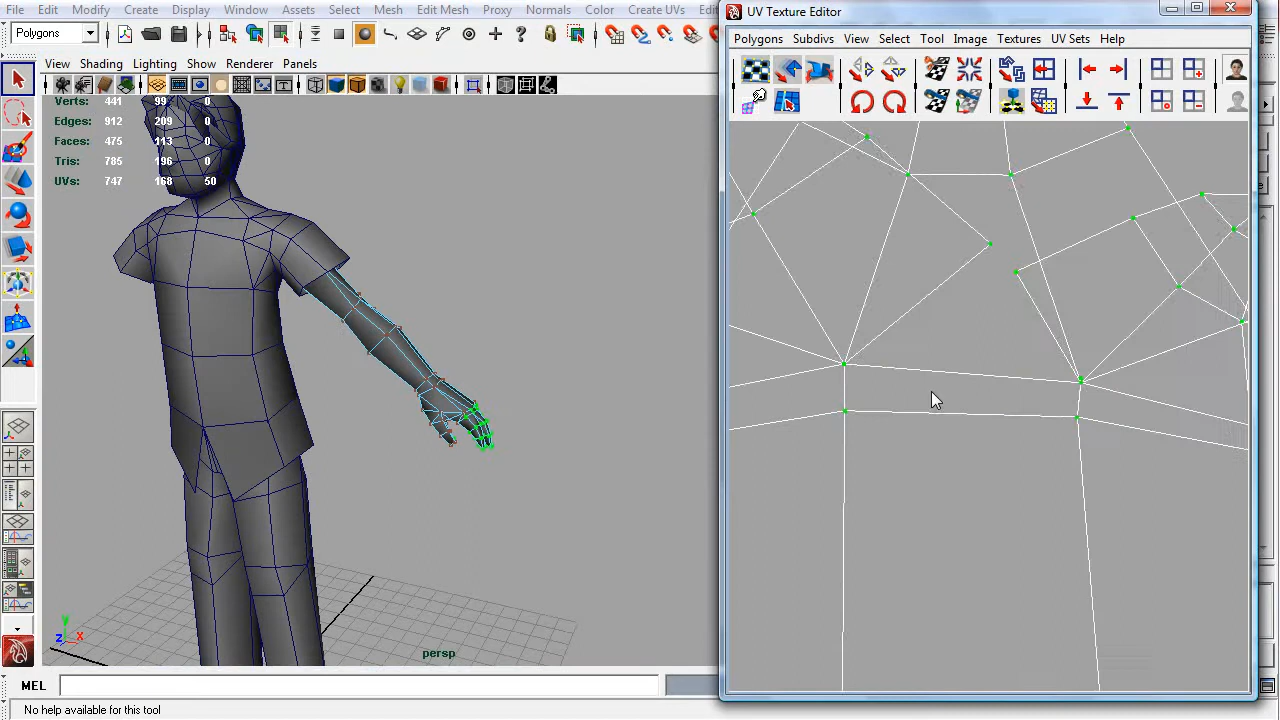 File Edit Modify Create Display Window Assets Select Mesh Edit Mesh Proxy Normals Color Create UVs Edit
UV Texture Editor
Polygons
Polygons Subdivs View Select Tool Image Textures UV Sets Help
View Shading Lighting Show Renderer Panels
Verts: 441 99 0
Edges: 912 209 0
Faces: 475 113 0
Tris: 785 196 0
UVs: 747 168 50
y
z x
persp
MEL
No help available for this tool